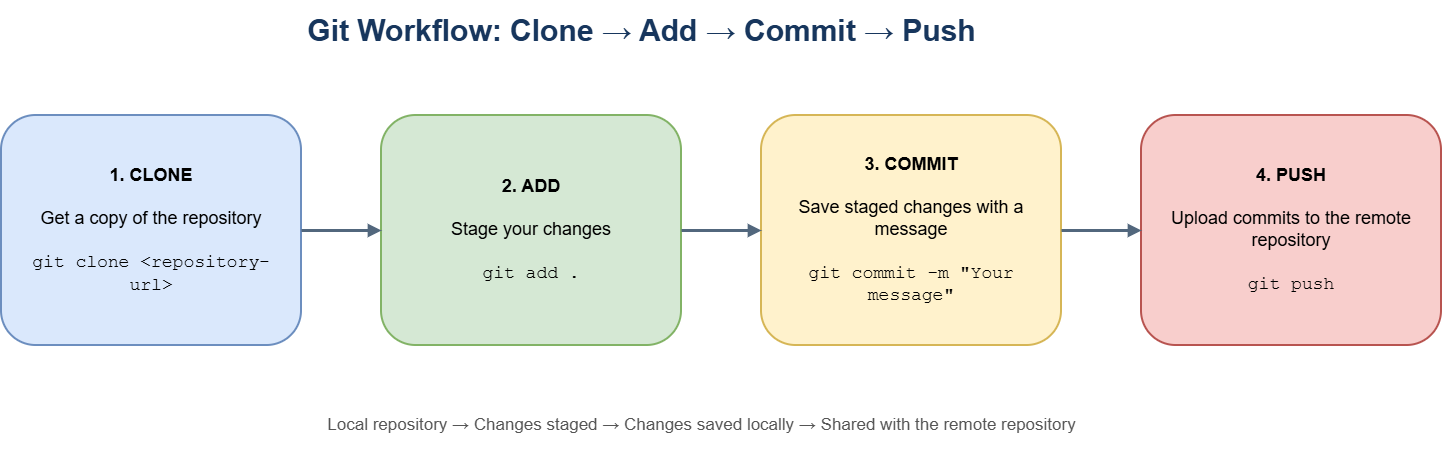 Git Workflow: Clone → Add → Commit → Push
1. CLONE
Get a copy of the repository
git clone <repository-
url>
2. ADD
Stage your changes
git add .
3. COMMIT
Save staged changes with a
message
git commit -m "Your
message"
4. PUSH
Upload commits to the remote
repository
git push
Local repository → Changes staged → Changes saved locally → Shared with the remote repository